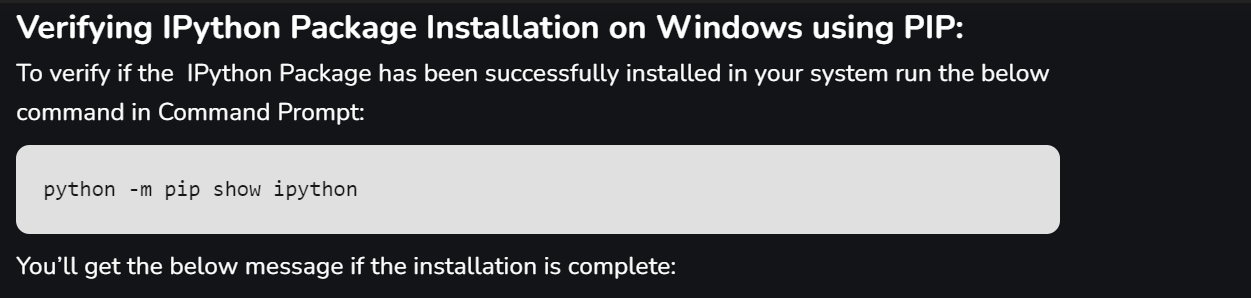 Verifying IPython Package Installation on Windows using PIP:
To verify if the  IPython Package has been successfully installed in your system run the below
command in Command Prompt:
python -m pip show ipython
You’ll get the below message if the installation is complete: